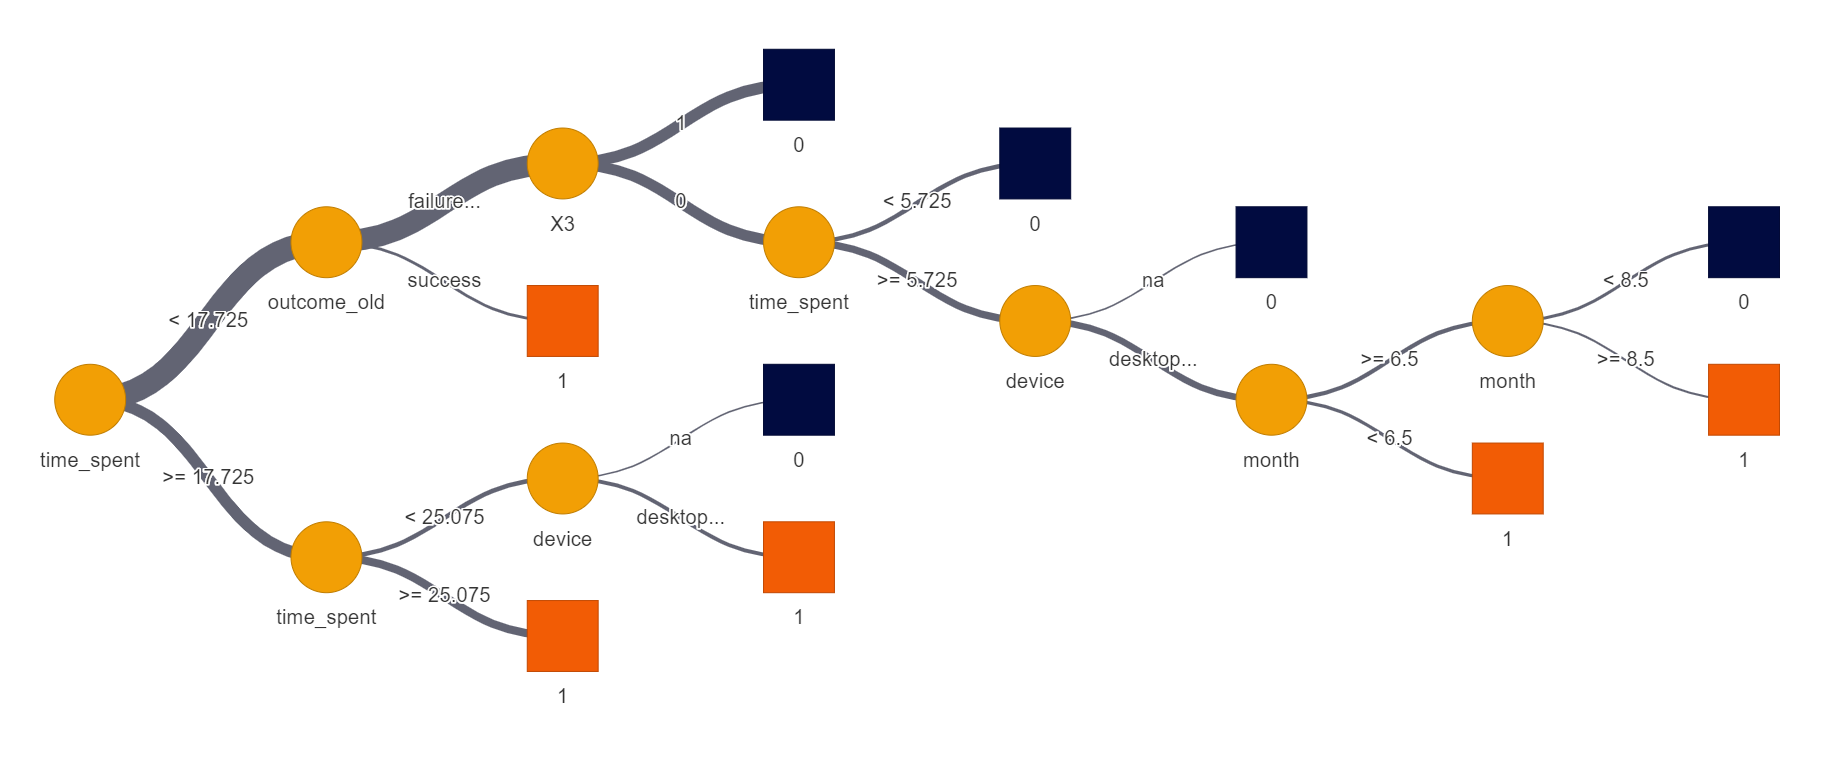 1
0
failure...
X3
0
< 5.725
0
outcome_old
success
time_spent
>= 5.725
na
0
< 8.5
0
< 17.725
1
device
desktop...
>= 6.5
month
>= 8.5
time_spent
na
0
month
< 6.5
1
>= 17.725
< 25.075
device
desktop...
1
time_spent
>= 25.075
1
1